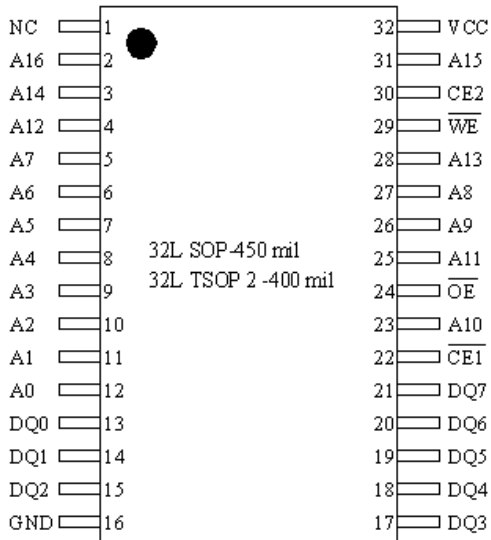 NC 1 32 VCC
A16 2 31 A15
A14 3 30 CE2
A12 4 29 W̅E̅
A7 5 28 A13
A6 6 27 A8
A5 7 26 A9
A4 8 32L SOP-450 mil 25 A11
A3 9 32L TSOP 2 -400 mil 24 O̅E̅
A2 10 23 A10
A1 11 22 C̅E̅1̅
A0 12 21 DQ7
DQ0 13 20 DQ6
DQ1 14 19 DQ5
DQ2 15 18 DQ4
GND 16 17 DQ3